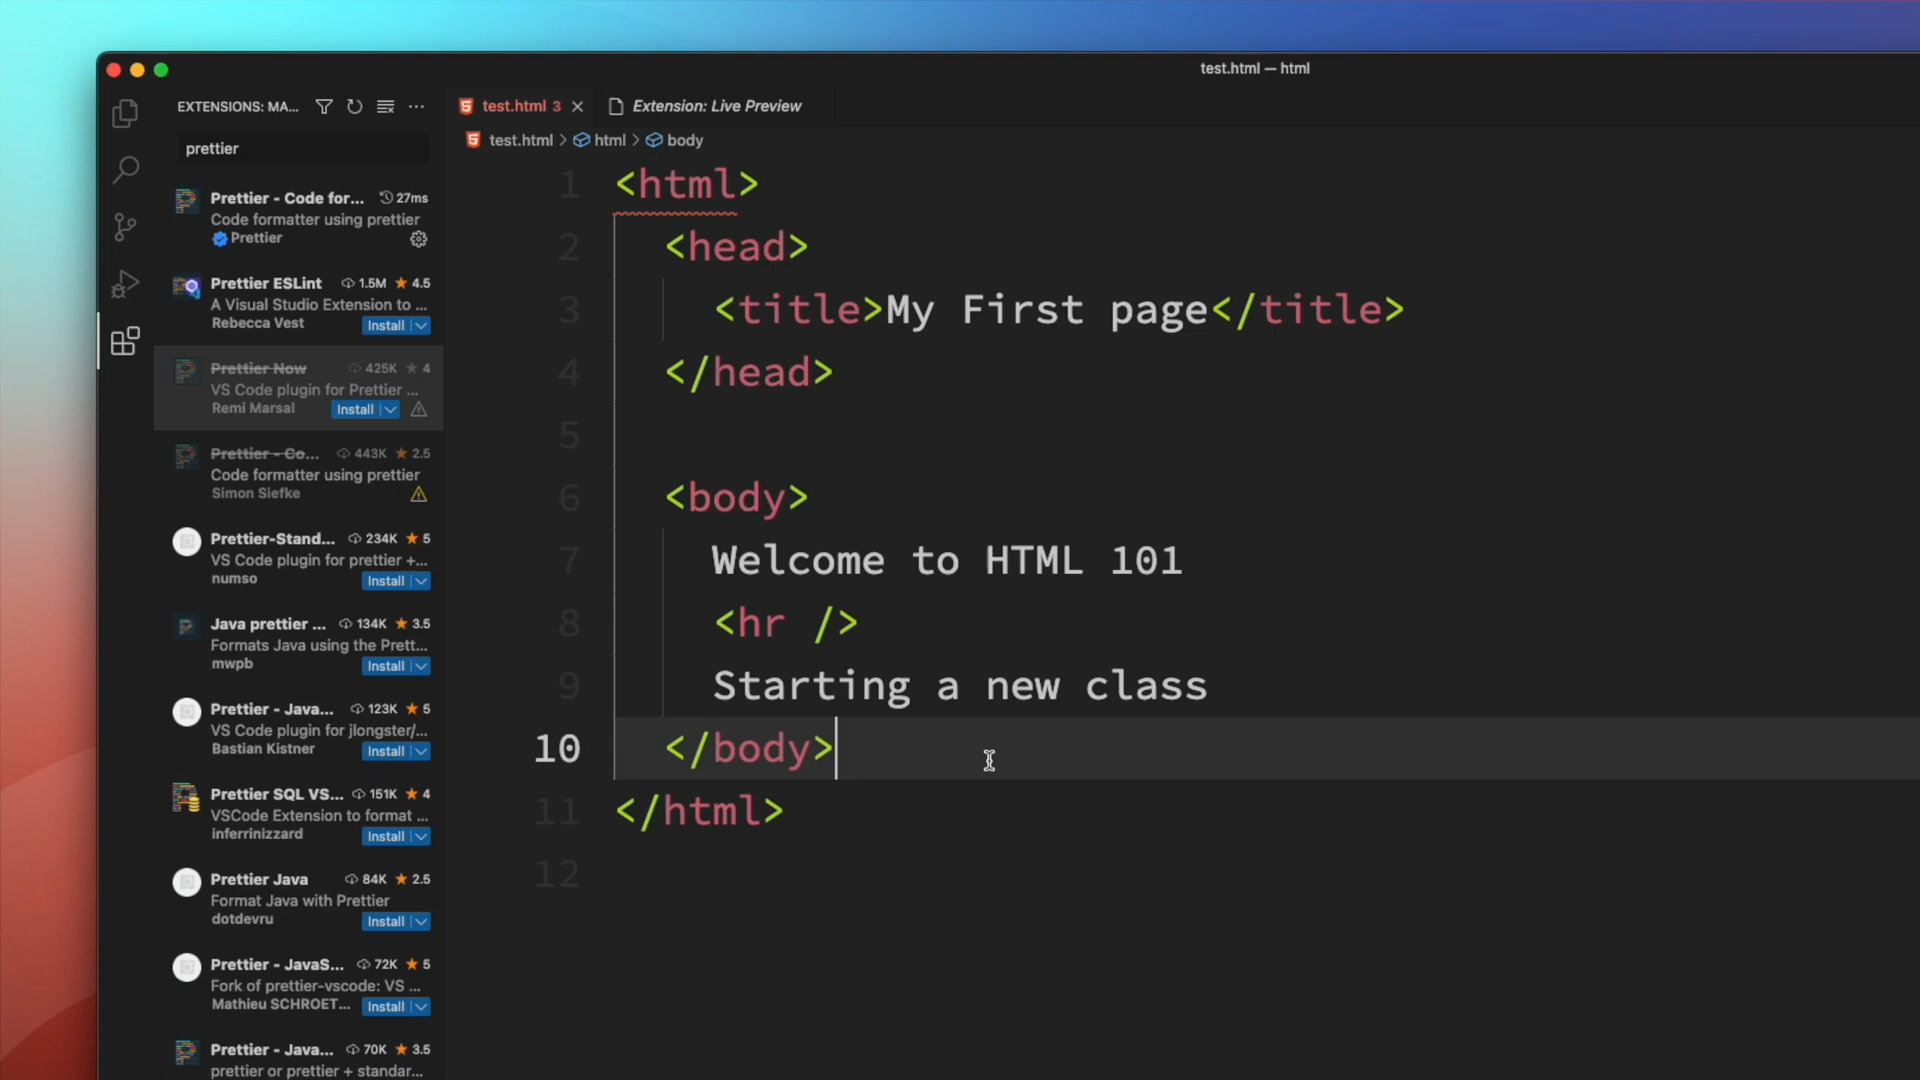 test.html — html
EXTENSIONS: MA...
prettier
Prettier - Code for... 27ms
Code formatter using prettier
Prettier
Prettier ESLint 1.5M ★ 4.5
A Visual Studio Extension to ...
Rebecca Vest Install
Prettier Now 425K ★ 4
VS Code plugin for Prettier ...
Remi Marsal Install
Prettier - Co... 443K ★ 2.5
Code formatter using prettier
Simon Siefke
Prettier-Stand... 234K ★ 5
VS Code plugin for prettier +...
numso Install
Java prettier ... 134K ★ 3.5
Formats Java using the Prett...
mwpb Install
Prettier - Java... 123K ★ 5
VS Code plugin for jlongster/...
Bastian Kistner Install
Prettier SQL VS... 151K ★ 4
VSCode Extension to format ...
inferrinizzard Install
Prettier Java 84K ★ 2.5
Format Java with Prettier
dotdevru Install
Prettier - JavaS... 72K ★ 5
Fork of prettier-vscode: VS ...
Mathieu SCHROET... Install
Prettier - Java... 70K ★ 3.5
prettier or prettier + standar...
test.html 3 Extension: Live Preview
test.html > html > body
1 <html>
2 <head>
3 <title>My First page</title>
4 </head>
5
6 <body>
7 Welcome to HTML 101
8 <hr />
9 Starting a new class
10 </body>
11 </html>
12